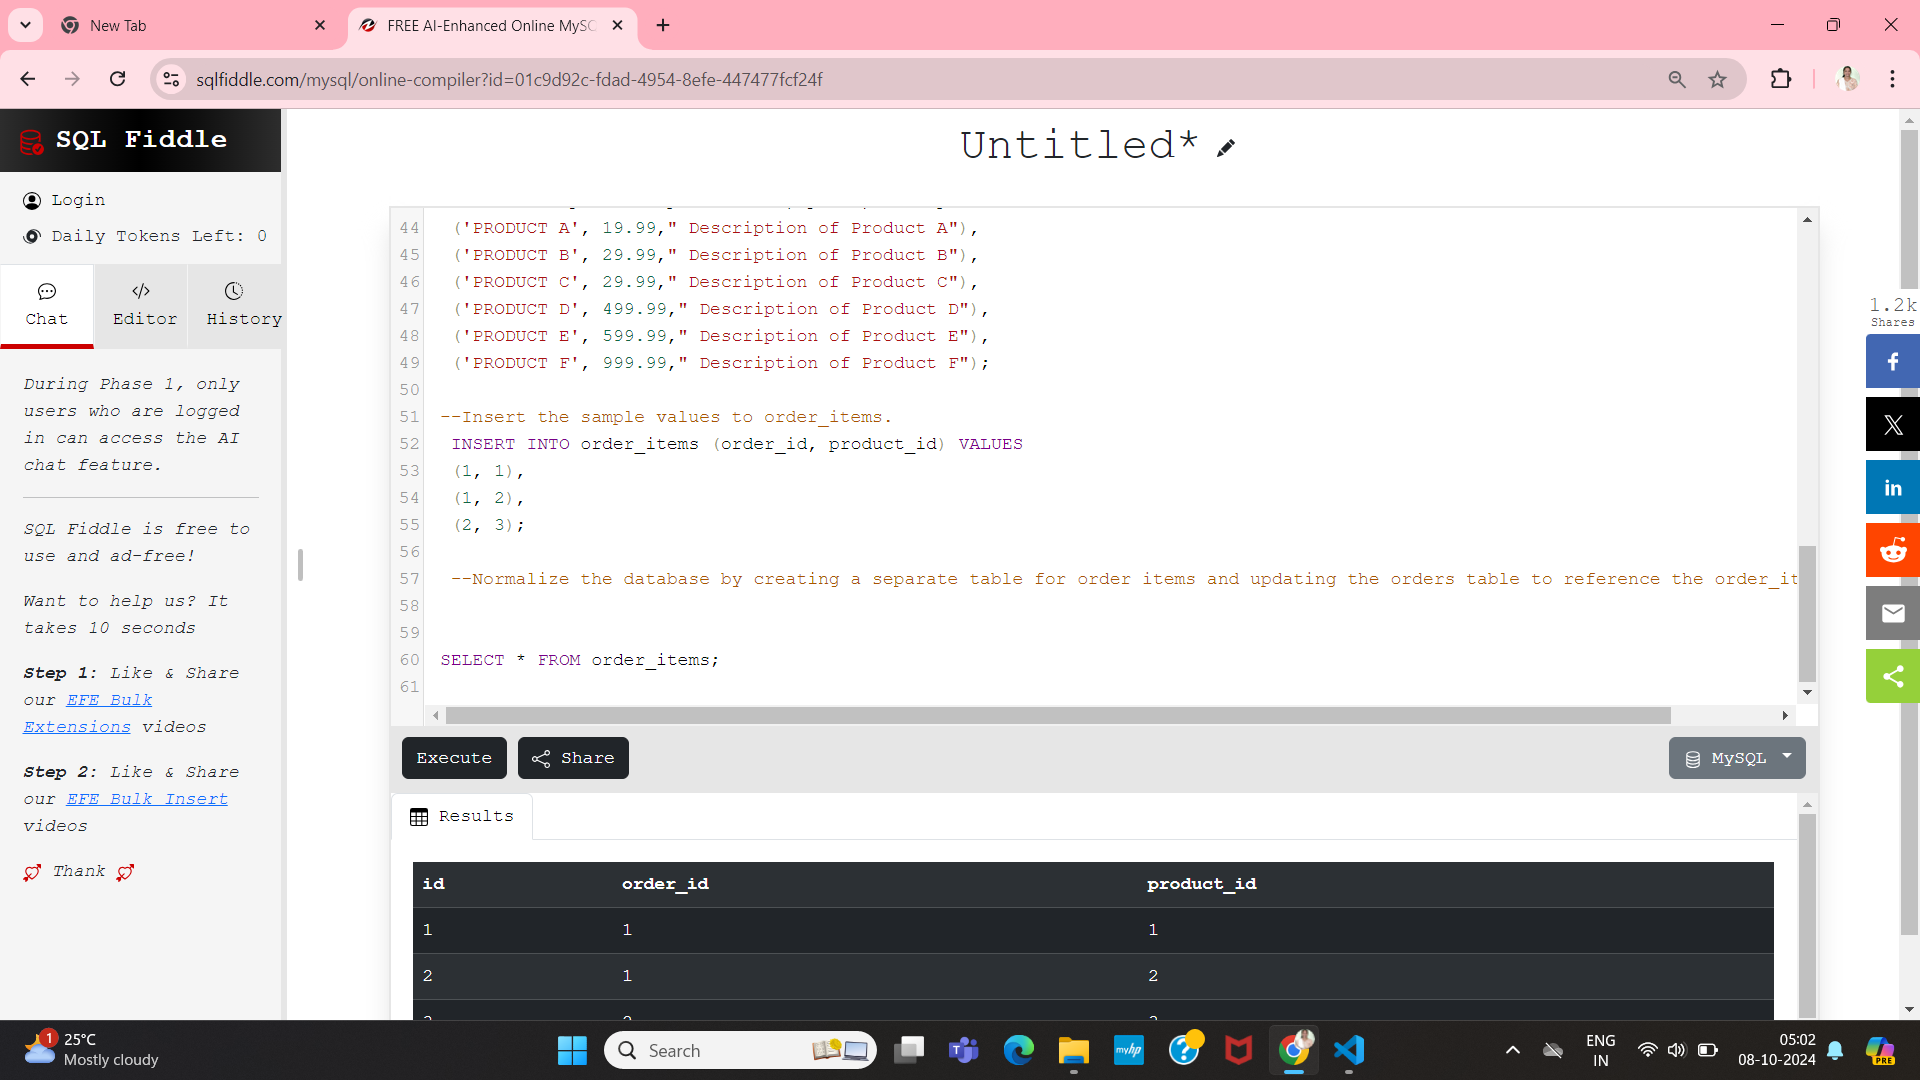 New Tab
FREE AI-Enhanced Online MySQ
sqlfiddle.com/mysql/online-compiler?id=01c9d92c-fdad-4954-8efe-447477fcf24f
SQL Fiddle
Login
Daily Tokens Left: 0
Chat
Editor
History
During Phase 1, only
users who are logged
in can access the AI
chat feature.
SQL Fiddle is free to
use and ad-free!
Want to help us? It
takes 10 seconds
Step 1: Like & Share
our EFE Bulk
Extensions videos
Step 2: Like & Share
our EFE Bulk Insert
videos
Thank
Untitled*
44 ('PRODUCT A', 19.99," Description of Product A"),
45 ('PRODUCT B', 29.99," Description of Product B"),
46 ('PRODUCT C', 29.99," Description of Product C"),
47 ('PRODUCT D', 499.99," Description of Product D"),
48 ('PRODUCT E', 599.99," Description of Product E"),
49 ('PRODUCT F', 999.99," Description of Product F");
50
51 --Insert the sample values to order_items.
52 INSERT INTO order_items (order_id, product_id) VALUES
53 (1, 1),
54 (1, 2),
55 (2, 3);
56
57 --Normalize the database by creating a separate table for order items and updating the orders table to reference the order_it
58
59
60 SELECT * FROM order_items;
61
Execute
Share
MySQL
Results
id order_id product_id
1 1 1
2 1 2
1.2k
Shares
f
X
in
1
25°C
Mostly cloudy
Search
myhp
PRE
ENG
IN
05:02
08-10-2024